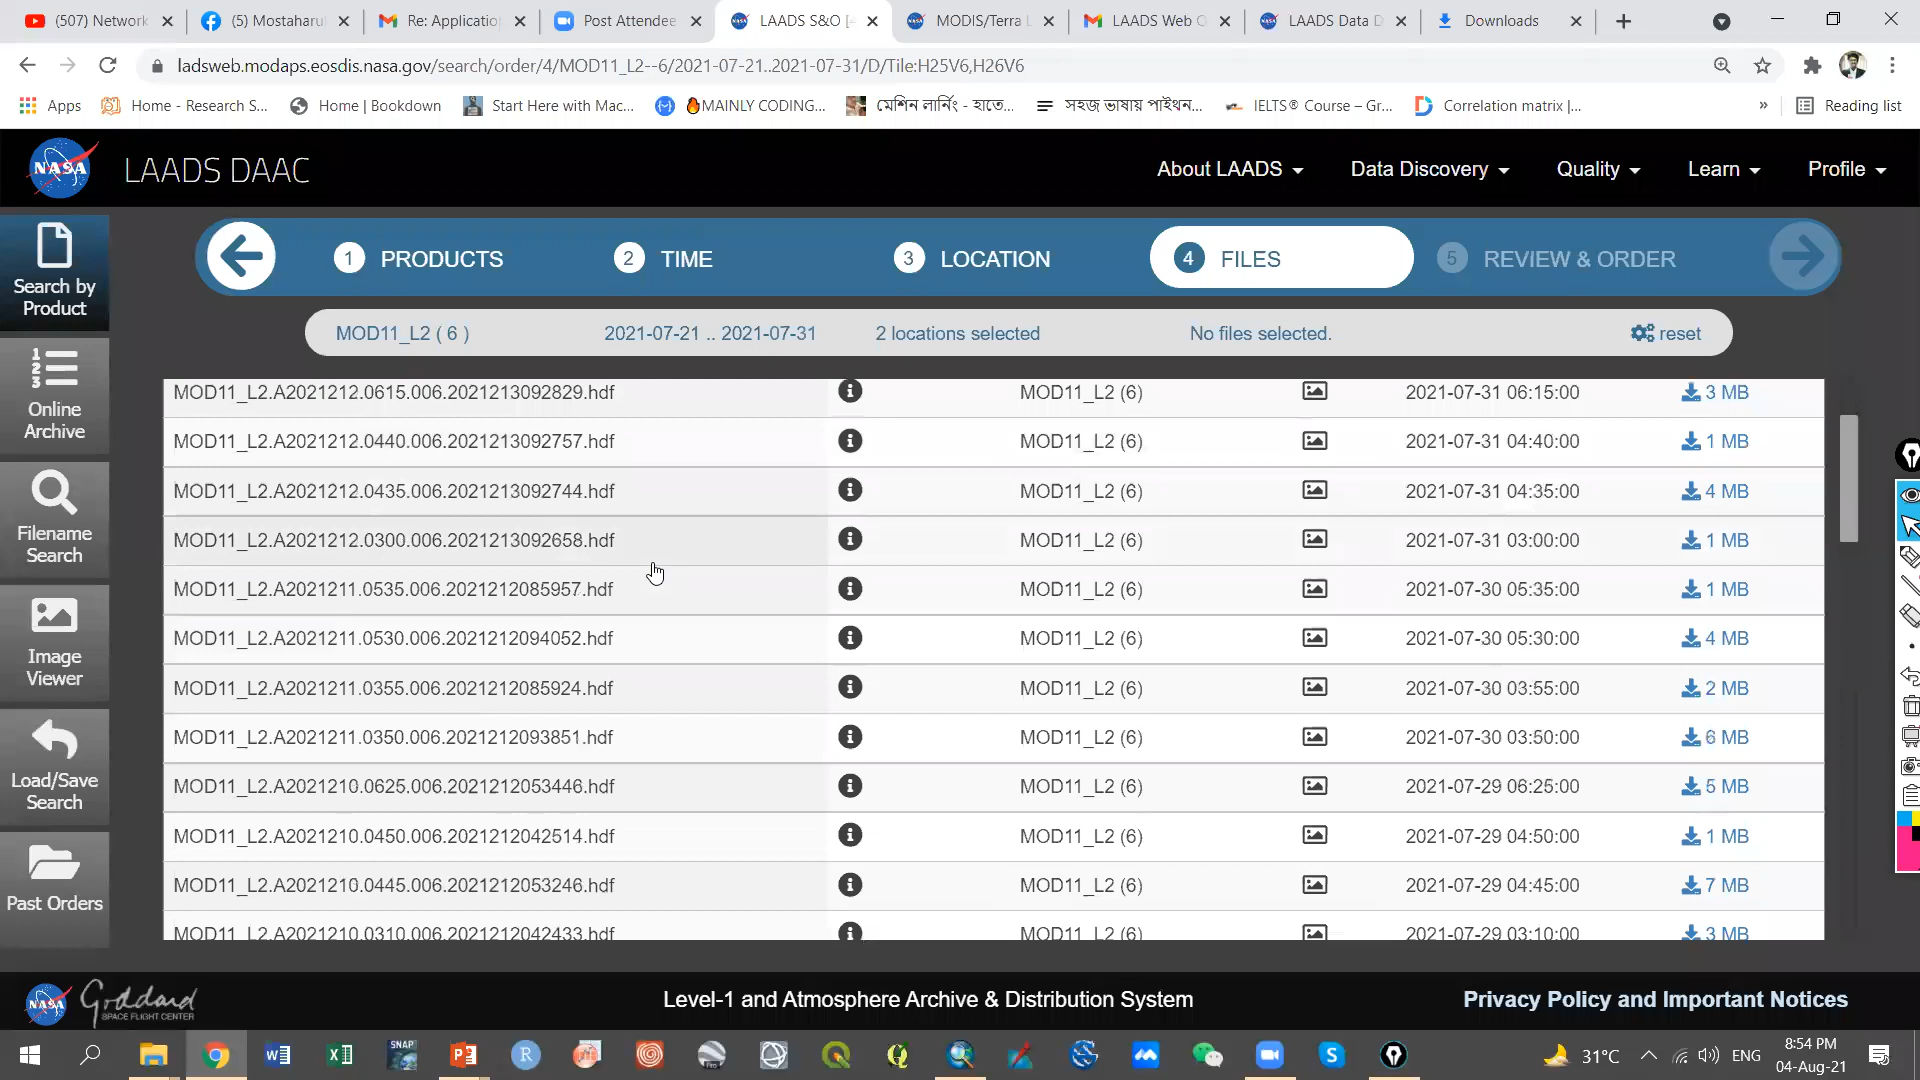 (507) Network
(5) Mostaharu
Re: Applicatio
Post Attendee
LAADS S&O [
MODIS/Terra L
LAADS Web O
LAADS Data D
Downloads
ladsweb.modaps.eosdis.nasa.gov/search/order/4/MOD11_L2--6/2021-07-21..2021-07-31/D/Tile:H25V6,H26V6
Apps
Home - Research S...
Home | Bookdown
Start Here with Mac...
MAINLY CODING...
মেশিন লার্নিং - হাতে...
সহজ ভাষায় পাইথন...
IELTS® Course – Gr...
Correlation matrix |...
»
Reading list
NASA
LAADS DAAC
About LAADS
Data Discovery
Quality
Learn
Profile
1 PRODUCTS
2 TIME
3 LOCATION
4 FILES
5 REVIEW & ORDER
MOD11_L2 ( 6 )
2021-07-21 .. 2021-07-31
2 locations selected
No files selected.
reset
Search by
Product
1
2
3
Online
Archive
Filename
Search
Image
Viewer
Load/Save
Search
Past Orders
MOD11_L2.A2021212.0615.006.2021213092829.hdf MOD11_L2 (6) 2021-07-31 06:15:00 3 MB
MOD11_L2.A2021212.0440.006.2021213092757.hdf MOD11_L2 (6) 2021-07-31 04:40:00 1 MB
MOD11_L2.A2021212.0435.006.2021213092744.hdf MOD11_L2 (6) 2021-07-31 04:35:00 4 MB
MOD11_L2.A2021212.0300.006.2021213092658.hdf MOD11_L2 (6) 2021-07-31 03:00:00 1 MB
MOD11_L2.A2021211.0535.006.2021212085957.hdf MOD11_L2 (6) 2021-07-30 05:35:00 1 MB
MOD11_L2.A2021211.0530.006.2021212094052.hdf MOD11_L2 (6) 2021-07-30 05:30:00 4 MB
MOD11_L2.A2021211.0355.006.2021212085924.hdf MOD11_L2 (6) 2021-07-30 03:55:00 2 MB
MOD11_L2.A2021211.0350.006.2021212093851.hdf MOD11_L2 (6) 2021-07-30 03:50:00 6 MB
MOD11_L2.A2021210.0625.006.2021212053446.hdf MOD11_L2 (6) 2021-07-29 06:25:00 5 MB
MOD11_L2.A2021210.0450.006.2021212042514.hdf MOD11_L2 (6) 2021-07-29 04:50:00 1 MB
MOD11_L2.A2021210.0445.006.2021212053246.hdf MOD11_L2 (6) 2021-07-29 04:45:00 7 MB
MOD11_L2.A2021210.0310.006.2021212042433.hdf MOD11_L2 (6) 2021-07-29 03:10:00 3 MB
NASA
Goddard
SPACE FLIGHT CENTER
Level-1 and Atmosphere Archive & Distribution System
Privacy Policy and Important Notices
SNAP
31°C
ENG
8:54 PM
04-Aug-21